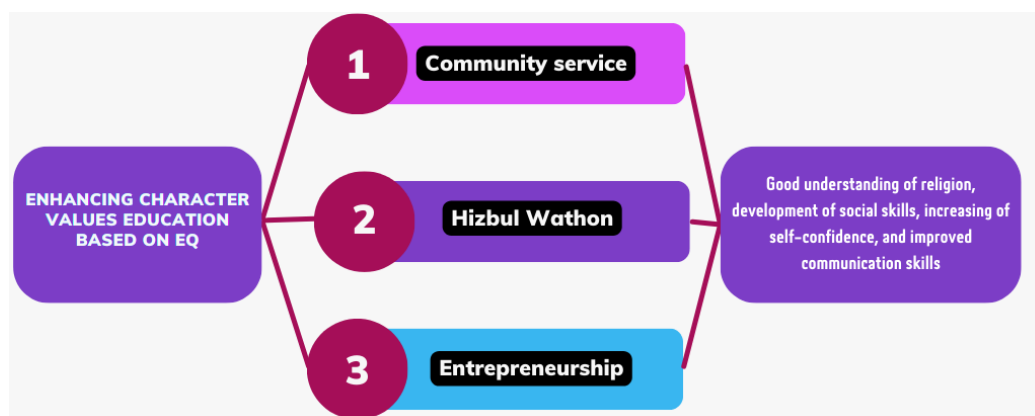 ENHANCING CHARACTER
VALUES EDUCATION
BASED ON EQ
1
Community service
2
Hizbul Wathon
3
Entrepreneurship
Good understanding of religion,
development of social skills, increasing of
self-confidence, and improved
communication skills